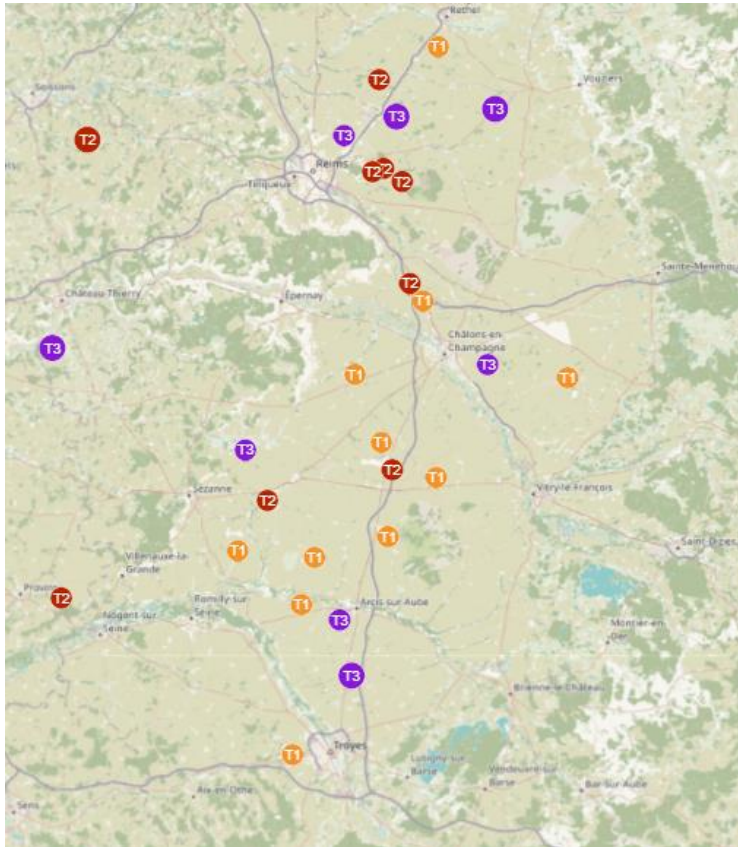 Rethel
T1
T2
Vouziers
Soissons
T3
T3
T3
T2
Reims
T2
T2
T2
Tinqueux
Sainte-Menehou
T2
Épernay
Château-Thierry
T1
Châlons-en-
Champagne
T3
T3
T1
T1
T1
T3
T2
T1
Sézanne
T2
Vitry-le-François
T1
Saint-Dizier
T1
T1
Villenauxe-la-
Grande
Provins
T2
T1
Arcis-sur-Aube
Romilly-sur-
Seine
Nogent-sur-
Seine
T3
Montier-en-
Der
T3
Brienne-le-Château
Troyes
T1
Lusigny-sur-
Barse
Vendeuvre-sur-
Barse
Bar-sur-Aube
Aix-en-Othe
Sens